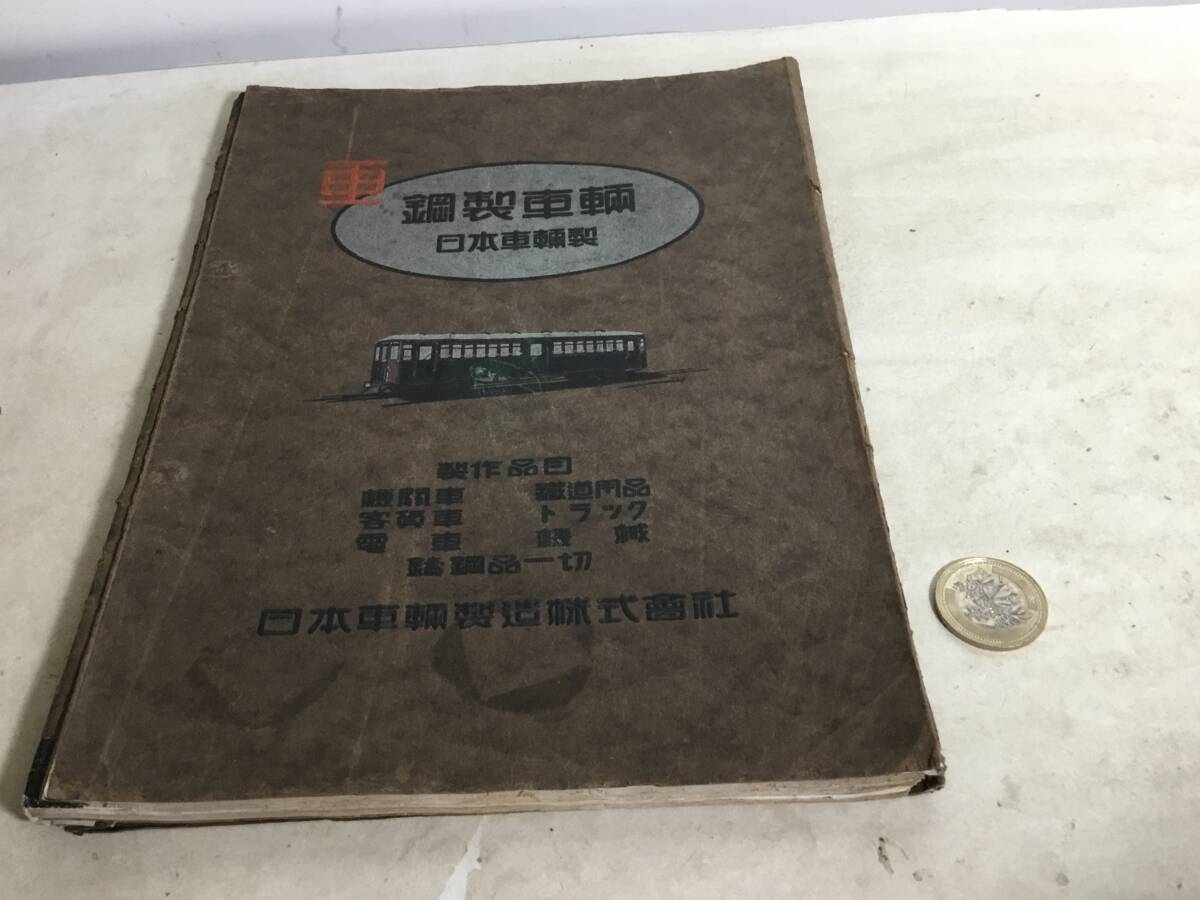 車
鋼製車輛
日本車輛製
製作品目
機関車 鐵道用品
客貨車 トラック
電車 機械
鋳鋼品一切
日本車輛製造株式會社